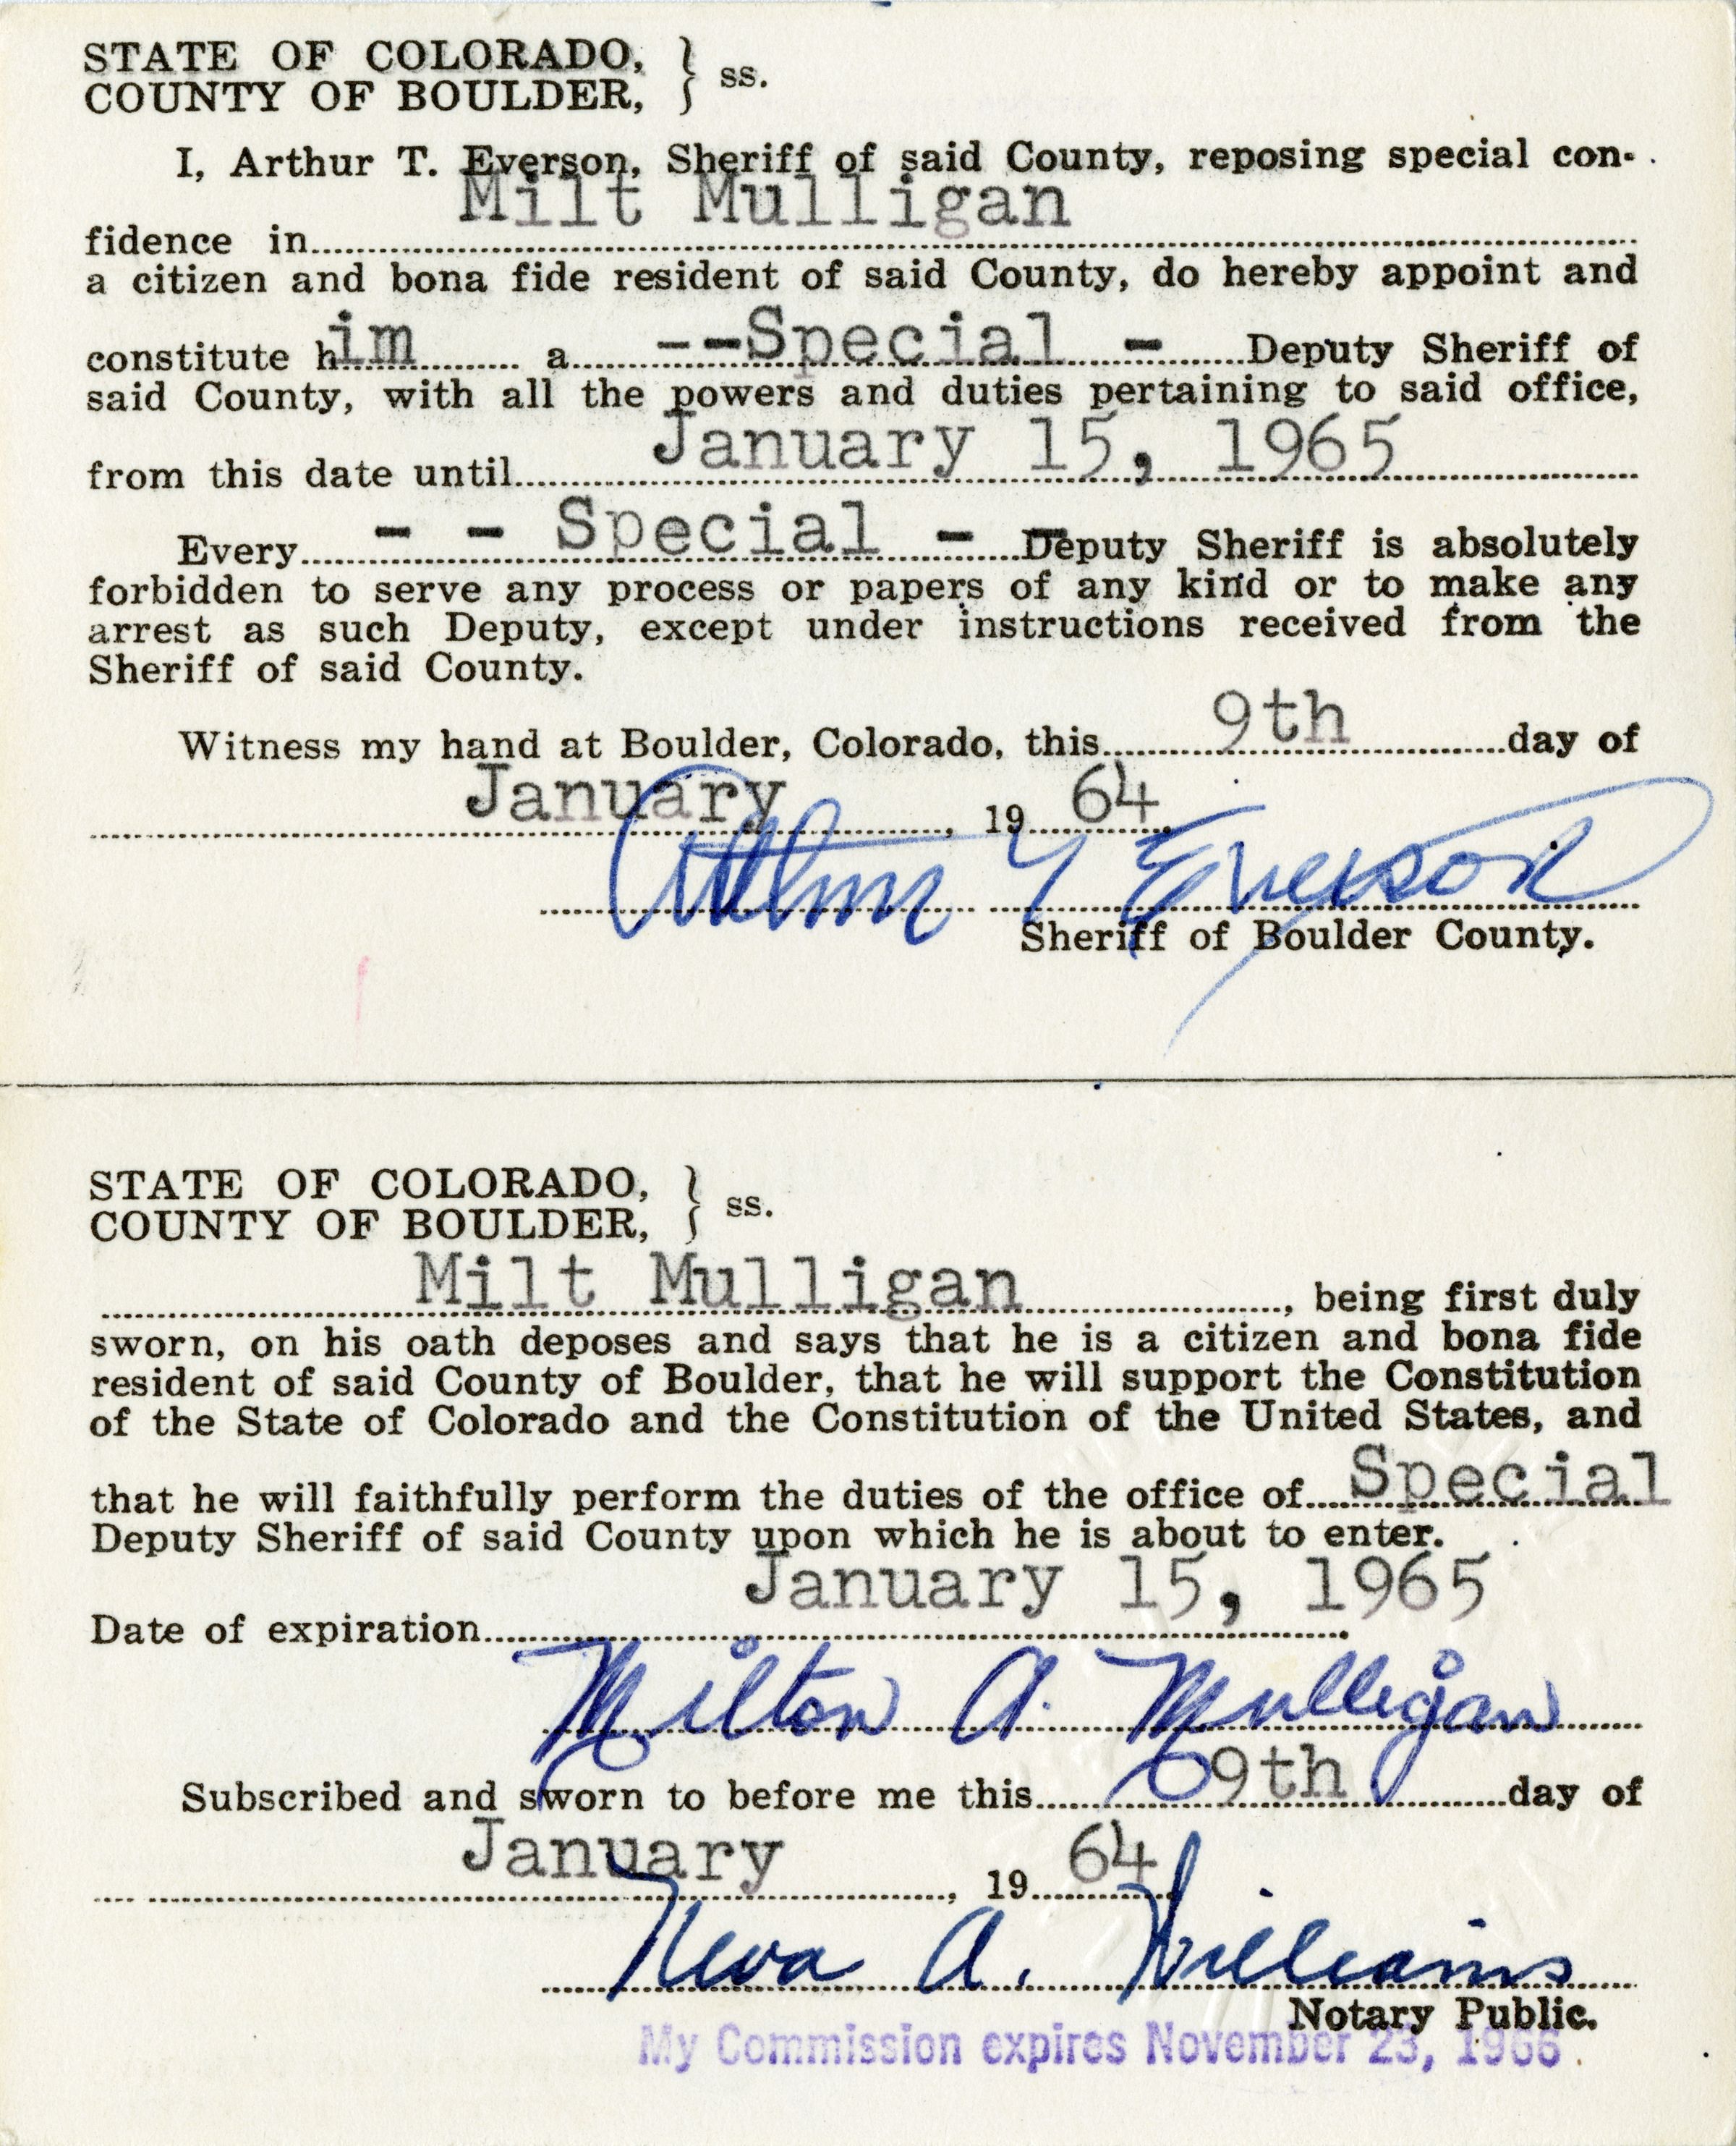 STATE OF COLORADO, } ss.
COUNTY OF BOULDER,
I, Arthur T. Everson, Sheriff of said County, reposing special con-
fidence in Milt Mulligan
a citizen and bona fide resident of said County, do hereby appoint and
constitute him a --Special - Deputy Sheriff of
said County, with all the powers and duties pertaining to said office,
from this date until January 15, 1965
Every - - Special - - Deputy Sheriff is absolutely
forbidden to serve any process or papers of any kind or to make any
arrest as such Deputy, except under instructions received from the
Sheriff of said County.
Witness my hand at Boulder, Colorado, this 9th day of
January, 19 64.
Arthur T Everson
Sheriff of Boulder County.
STATE OF COLORADO, } ss.
COUNTY OF BOULDER,
Milt Mulligan, being first duly
sworn, on his oath deposes and says that he is a citizen and bona fide
resident of said County of Boulder, that he will support the Constitution
of the State of Colorado and the Constitution of the United States, and
that he will faithfully perform the duties of the office of Special
Deputy Sheriff of said County upon which he is about to enter.
Date of expiration January 15, 1965.
Milton A. Mulligan
Subscribed and sworn to before me this 9th day of
January, 19 64.
Neva A. Williams
Notary Public.
My Commission expires November 23, 1966.